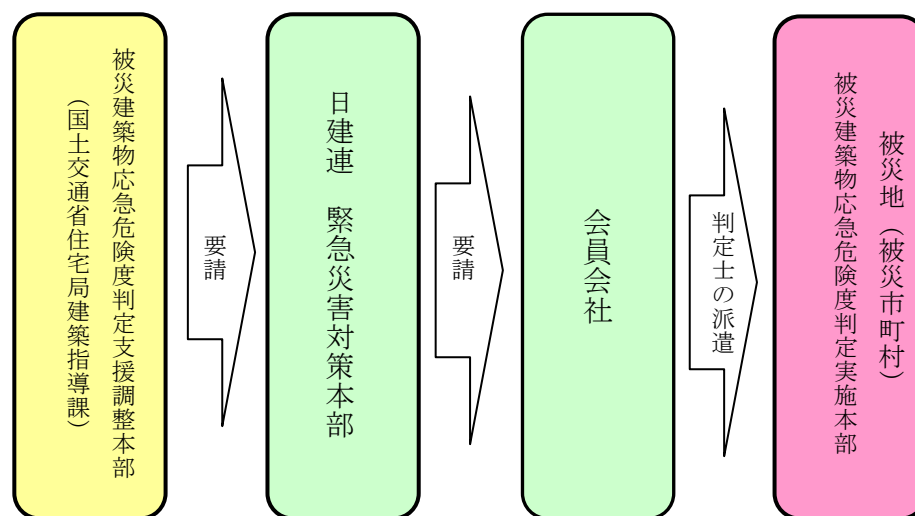 被災建築物応急危険度判定支援調整本部
（国土交通省住宅局建築指導課）
要請
日建連　緊急災害対策本部
要請
会員会社
判定士の派遣
被災地（被災市町村）
被災建築物応急危険度判定実施本部